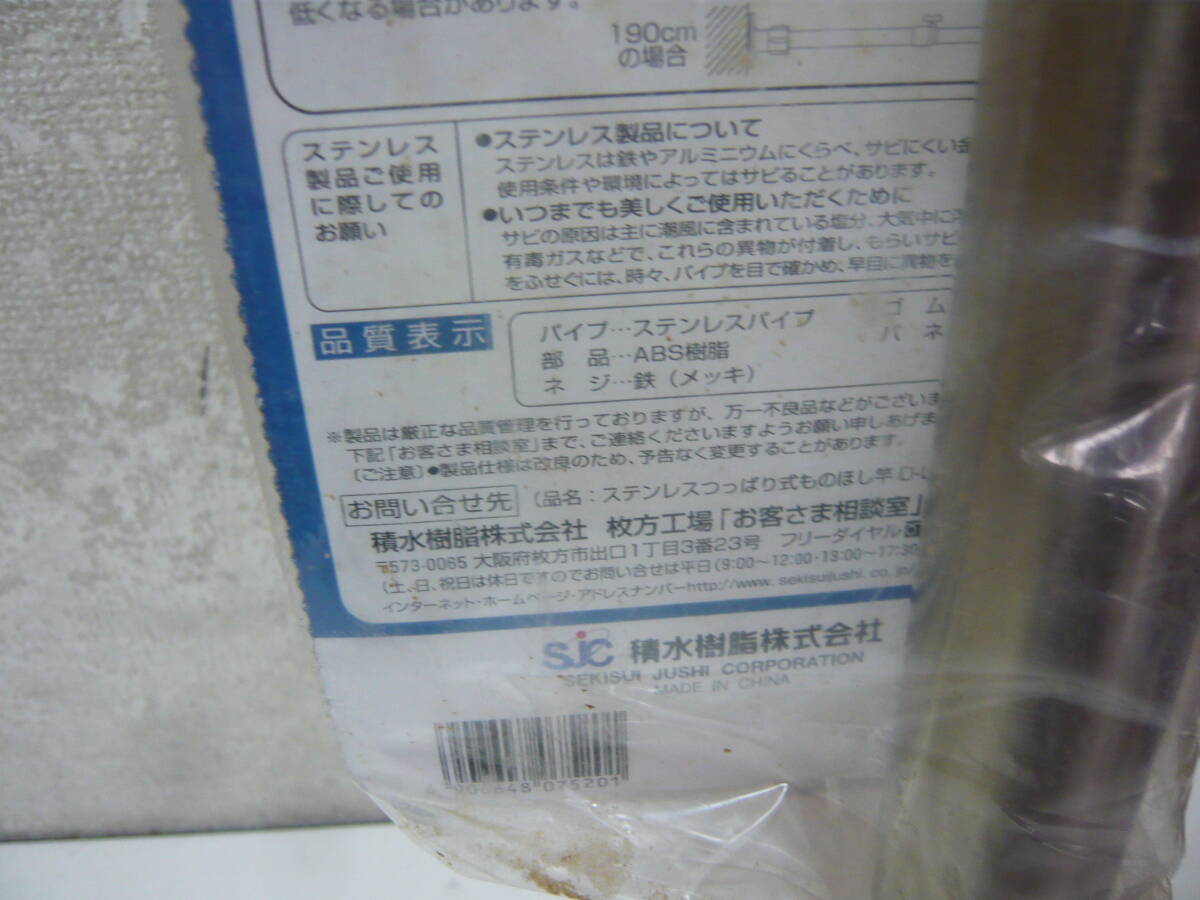 低くなる場合があります。
190cm
の場合
ステンレス
製品ご使用
に際しての
お願い
●ステンレス製品について
ステンレスは鉄やアルミニウムにくらべ、サビにくい金
使用条件や環境によってはサビることがあります。
●いつまでも美しくご使用いただくために
サビの原因は主に潮風に含まれている塩分、大気中に
有毒ガスなどで、これらの異物が付着し、もらいサビ
をふせぐには、時々、パイプを目で確かめ、早目に異物を
品質表示
パイプ…ステンレスパイプ
部品…ABS樹脂
ネジ…鉄（メッキ）
ゴム
バネ
※製品は厳正な品質管理を行っておりますが、万一不良品などがございま
下記「お客さま相談室」まで、ご連絡くださいますようお願い申しあげま
〔ご注意〕●製品仕様は改良のため、予告なく変更することがあります。
お問い合せ先
（品名：ステンレスつっぱり式ものほし竿 D-L
積水樹脂株式会社 枚方工場「お客さま相談室」
〒573-0065 大阪府枚方市出口1丁目3番23号 フリーダイヤル
（土、日、祝日は休日ですのでお問い合せは平日（9:00〜12:00・13:00〜17:30）
インターネット・ホームページ・アドレスナンバーhttp://www.sekisuijushi.co.jp/
SJC 積水樹脂株式会社
SEKISUI JUSHI CORPORATION
MADE IN CHINA
075201